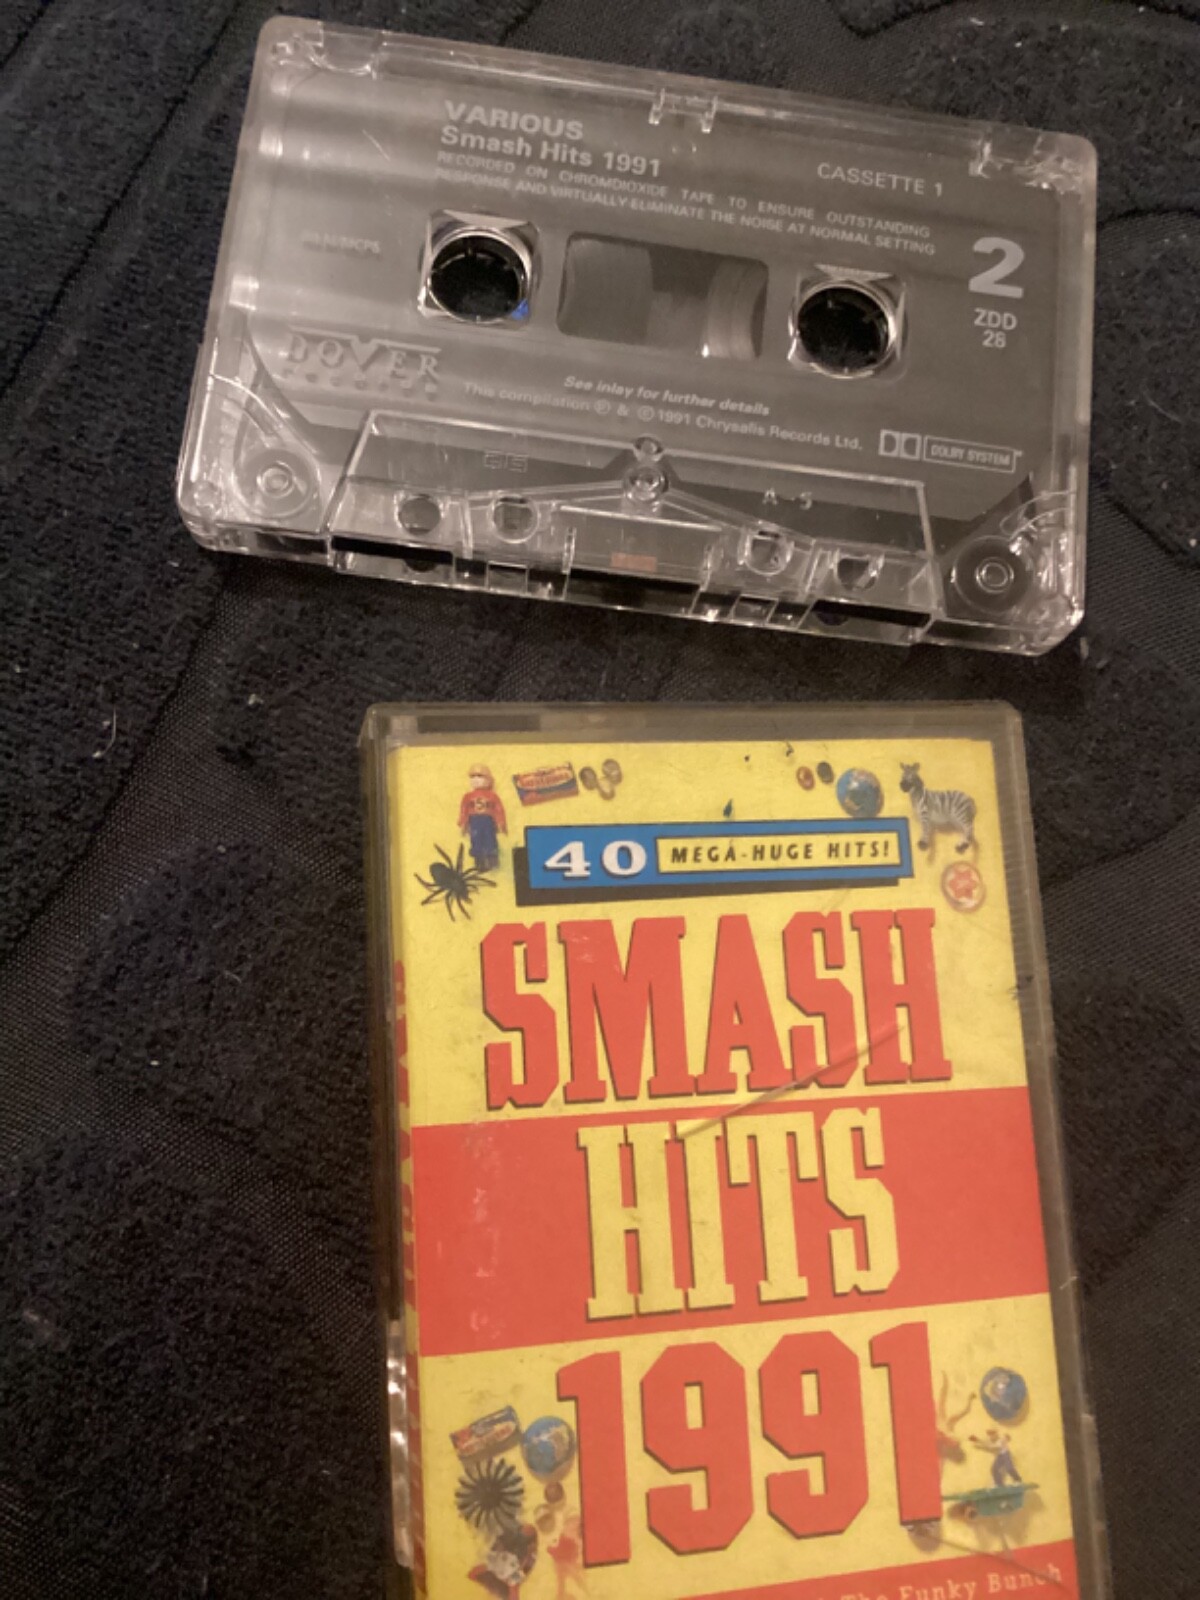 VARIOUS
Smash Hits 1991
CASSETTE 1
RECORDED ON CHROMDIOXIDE TAPE TO ENSURE OUTSTANDING
RESPONSE AND VIRTUALLY ELIMINATE THE NOISE AT NORMAL SETTING
2
ZDD
28
DOVER
RECORDS
See inlay for further details
This compilation ℗ & © 1991 Chrysalis Records Ltd.
DOLBY SYSTEM
A-5
40 MEGA-HUGE HITS!
SMASH
HITS
1991
The Funky Bunch